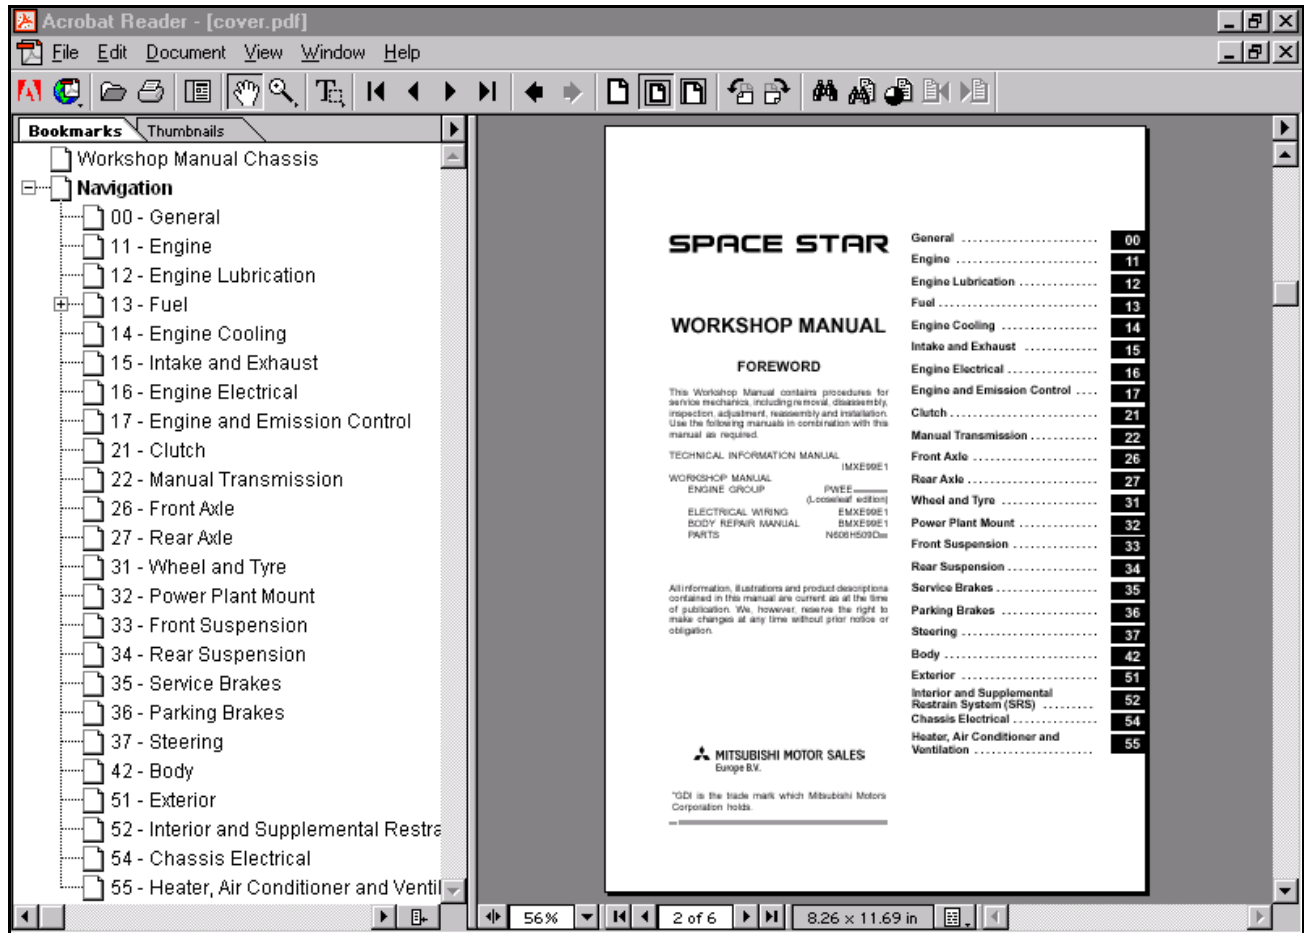 Acrobat Reader - [cover.pdf]
File Edit Document View Window Help
Bookmarks Thumbnails
Workshop Manual Chassis
Navigation
00 - General
11 - Engine
12 - Engine Lubrication
13 - Fuel
14 - Engine Cooling
15 - Intake and Exhaust
16 - Engine Electrical
17 - Engine and Emission Control
21 - Clutch
22 - Manual Transmission
26 - Front Axle
27 - Rear Axle
31 - Wheel and Tyre
32 - Power Plant Mount
33 - Front Suspension
34 - Rear Suspension
35 - Service Brakes
36 - Parking Brakes
37 - Steering
42 - Body
51 - Exterior
52 - Interior and Supplemental Restra
54 - Chassis Electrical
55 - Heater, Air Conditioner and Ventil
SPACE STAR
WORKSHOP MANUAL
FOREWORD
This Workshop Manual contains procedures for
service mechanics, including removal, disassembly,
inspection, adjustment, reassembly and installation.
Use the following manuals in combination with this
manual as required.
TECHNICAL INFORMATION MANUAL
IMXE99E1
WORKSHOP MANUAL
ENGINE GROUP PWEE
(Looseleaf edition)
ELECTRICAL WIRING EMXE99E1
BODY REPAIR MANUAL BMXE99E1
PARTS
All information, illustrations and product descriptions
contained in this manual are current as at the time
of publication. We, however, reserve the right to
make changes at any time without prior notice or
obligation.
MITSUBISHI MOTOR SALES
Europe B.V.
"GDI is the trade mark which Mitsubishi Motors
Corporation holds.
General ........................ 00
Engine ......................... 11
Engine Lubrication .............. 12
Fuel ............................ 13
Engine Cooling ................. 14
Intake and Exhaust ............. 15
Engine Electrical ................ 16
Engine and Emission Control .... 17
Clutch .......................... 21
Manual Transmission ............ 22
Front Axle ...................... 26
Rear Axle ....................... 27
Wheel and Tyre ................. 31
Power Plant Mount .............. 32
Front Suspension ............... 33
Rear Suspension ................ 34
Service Brakes .................. 35
Parking Brakes ................. 36
Steering ........................ 37
Body ........................... 42
Exterior ......................... 51
Interior and Supplemental
Restrain System (SRS) ......... 52
Chassis Electrical ............... 54
Heater, Air Conditioner and
Ventilation ..................... 55
56% 2 of 6 8.26 x 11.69 in